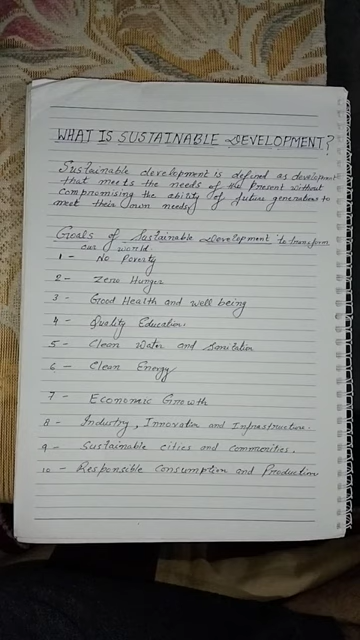 WHAT IS SUSTAINABLE DEVELOPMENT?
Sustainable development is defined as development
that meets the needs of the Present without
compromising the ability of future generations to
meet their own needs.
Goals of Sustainable Development to transform
our world
1 - No Poverty
2 - Zero Hunger
3 - Good Health and well being
4 - Quality Education.
5 - Clean Water and Sanitation
6 - Clean Energy
7 - Economic Growth
8 - Industry, Innovation and Infrastructure.
9 - Sustainable cities and communities.
10 - Responsible Consumption and Production